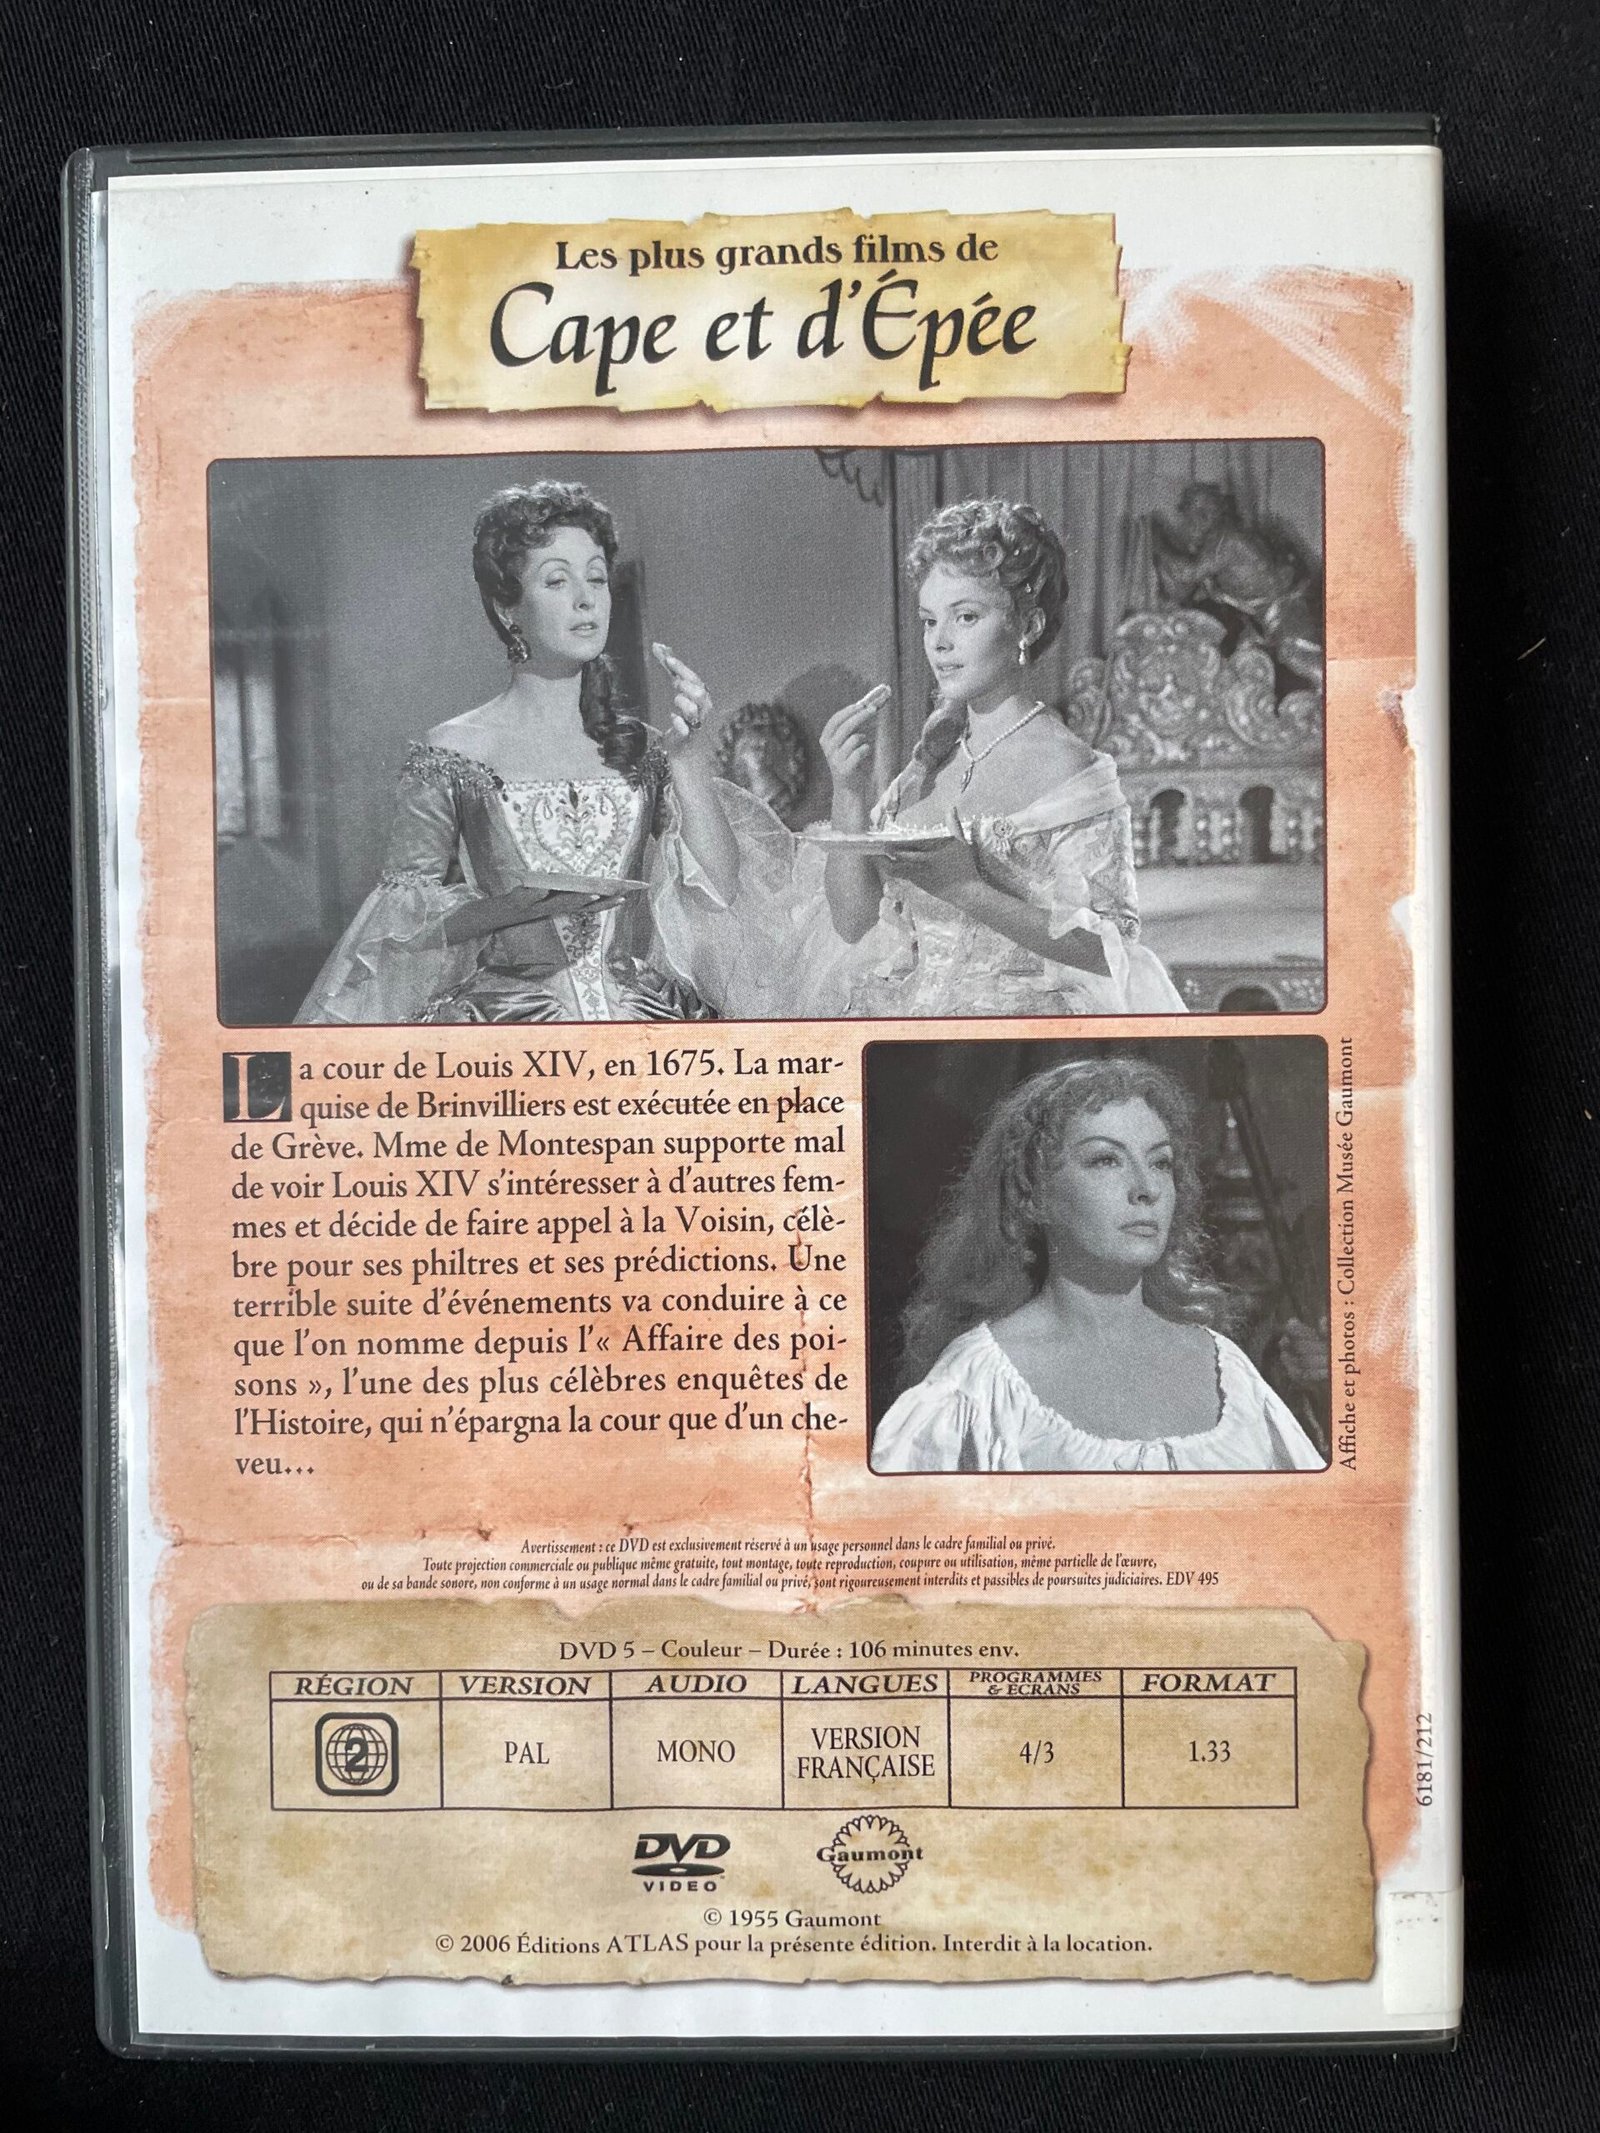 Les plus grands films de
Cape et d'Épée
La cour de Louis XIV, en 1675. La mar-
quise de Brinvilliers est exécutée en place
de Grève. Mme de Montespan supporte mal
de voir Louis XIV s'intéresser à d'autres fem-
mes et décide de faire appel à la Voisin, célè-
bre pour ses philtres et ses prédictions. Une
terrible suite d'événements va conduire à ce
que l'on nomme depuis l'« Affaire des poi-
sons », l'une des plus célèbres enquêtes de
l'Histoire, qui n'épargna la cour que d'un che-
veu...
Affiche et photos : Collection Musée Gaumont
Avertissement : ce DVD est exclusivement réservé à un usage personnel dans le cadre familial ou privé.
Toute projection commerciale ou publique même gratuite, tout montage, toute reproduction, coupure ou utilisation, même partielle de l'œuvre,
ou de sa bande sonore, non conforme à un usage normal dans le cadre familial ou privé, sont rigoureusement interdits et passibles de poursuites judiciaires. EDV 495
DVD 5 – Couleur – Durée : 106 minutes env.
RÉGION VERSION AUDIO LANGUES PROGRAMMES & ECRANS FORMAT
2 PAL MONO VERSION FRANÇAISE 4/3 1.33
6181/212
DVD VIDEO
Gaumont
© 1955 Gaumont
© 2006 Éditions ATLAS pour la présente édition. Interdit à la location.